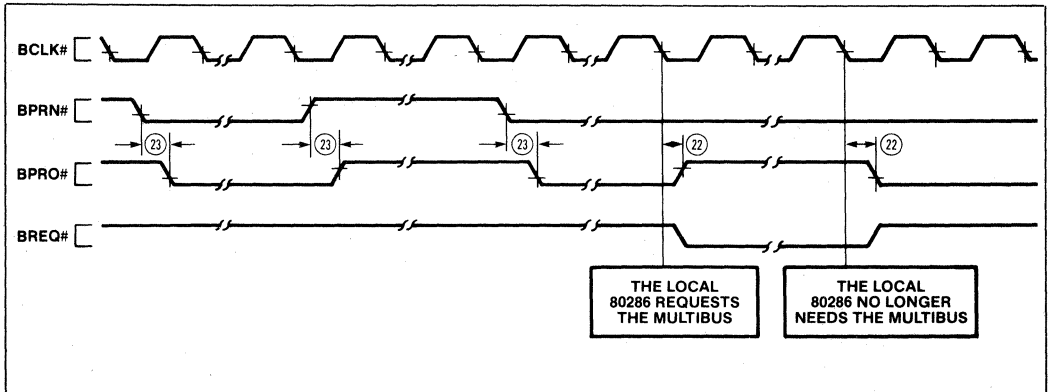 BCLK#
BPRN#
23 23 23 22 22
BPRO#
BREQ#
THE LOCAL
80286 REQUESTS
THE MULTIBUS
THE LOCAL
80286 NO LONGER
NEEDS THE MULTIBUS